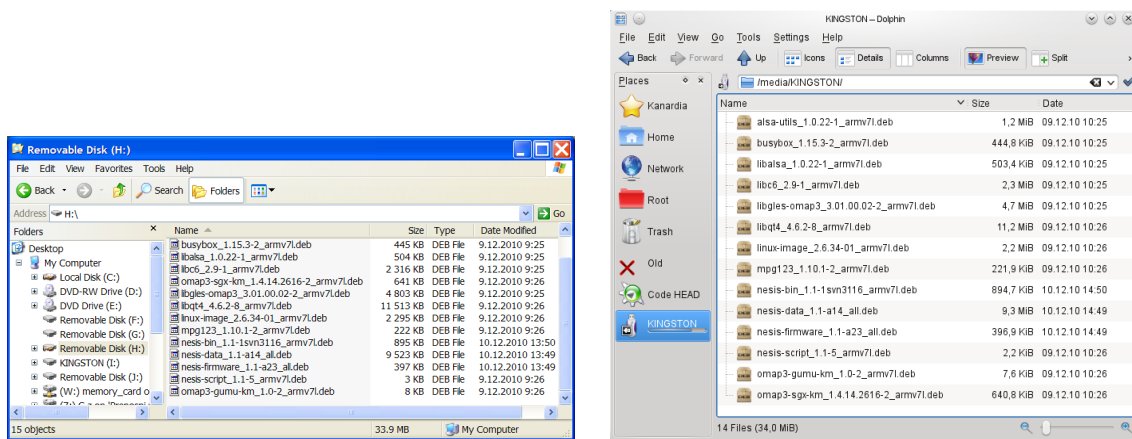 Removable Disk (H:)
File Edit View Favorites Tools Help
Back Search Folders
Address H:\ Go
Folders
Desktop
My Computer
Local Disk (C:)
DVD-RW Drive (D:)
DVD Drive (E:)
Removable Disk (F:)
Removable Disk (G:)
Removable Disk (H:)
KINGSTON (I:)
Removable Disk (J:)
(W:) memory_card o
Name Size Type Date Modified
busybox_1.15.3-2_armv7l.deb 445 KB DEB File 9.12.2010 9:25
libalsa_1.0.22-1_armv7l.deb 504 KB DEB File 9.12.2010 9:25
libc6_2.9-1_armv7l.deb 2 316 KB DEB File 9.12.2010 9:25
omap3-sgx-km_1.4.14.2616-2_armv7l.deb 641 KB DEB File 9.12.2010 9:26
libgles-omap3_3.01.00.02-2_armv7l.deb 4 803 KB DEB File 9.12.2010 9:25
libqt4_4.6.2-8_armv7l.deb 11 513 KB DEB File 9.12.2010 9:26
linux-image_2.6.34-01_armv7l.deb 2 295 KB DEB File 9.12.2010 9:26
mpg123_1.10.1-2_armv7l.deb 222 KB DEB File 9.12.2010 9:26
nesis-bin_1.1-1svn3116_armv7l.deb 895 KB DEB File 10.12.2010 13:50
nesis-data_1.1-a14_all.deb 9 523 KB DEB File 10.12.2010 13:49
nesis-firmware_1.1-a23_all.deb 397 KB DEB File 10.12.2010 13:49
nesis-script_1.1-5_armv7l.deb 3 KB DEB File 9.12.2010 9:26
omap3-gumu-km_1.0-2_armv7l.deb 8 KB DEB File 9.12.2010 9:26
15 objects 33.9 MB My Computer
KINGSTON – Dolphin
File Edit View Go Tools Settings Help
Back Forward Up Icons Details Columns Preview Split
Places /media/KINGSTON/
Kanardia
Home
Network
Root
Trash
Old
Code HEAD
KINGSTON
Name Size Date
alsa-utils_1.0.22-1_armv7l.deb 1,2 MiB 09.12.10 10:25
busybox_1.15.3-2_armv7l.deb 444,8 KiB 09.12.10 10:25
libalsa_1.0.22-1_armv7l.deb 503,4 KiB 09.12.10 10:25
libc6_2.9-1_armv7l.deb 2,3 MiB 09.12.10 10:25
libgles-omap3_3.01.00.02-2_armv7l.deb 4,7 MiB 09.12.10 10:25
libqt4_4.6.2-8_armv7l.deb 11,2 MiB 09.12.10 10:26
linux-image_2.6.34-01_armv7l.deb 2,2 MiB 09.12.10 10:26
mpg123_1.10.1-2_armv7l.deb 221,9 KiB 09.12.10 10:26
nesis-bin_1.1-1svn3116_armv7l.deb 894,7 KiB 10.12.10 14:50
nesis-data_1.1-a14_all.deb 9,3 MiB 10.12.10 14:49
nesis-firmware_1.1-a23_all.deb 396,9 KiB 10.12.10 14:49
nesis-script_1.1-5_armv7l.deb 2,2 KiB 09.12.10 10:26
omap3-gumu-km_1.0-2_armv7l.deb 7,6 KiB 09.12.10 10:26
omap3-sgx-km_1.4.14.2616-2_armv7l.deb 640,8 KiB 09.12.10 10:26
14 Files (34,0 MiB)